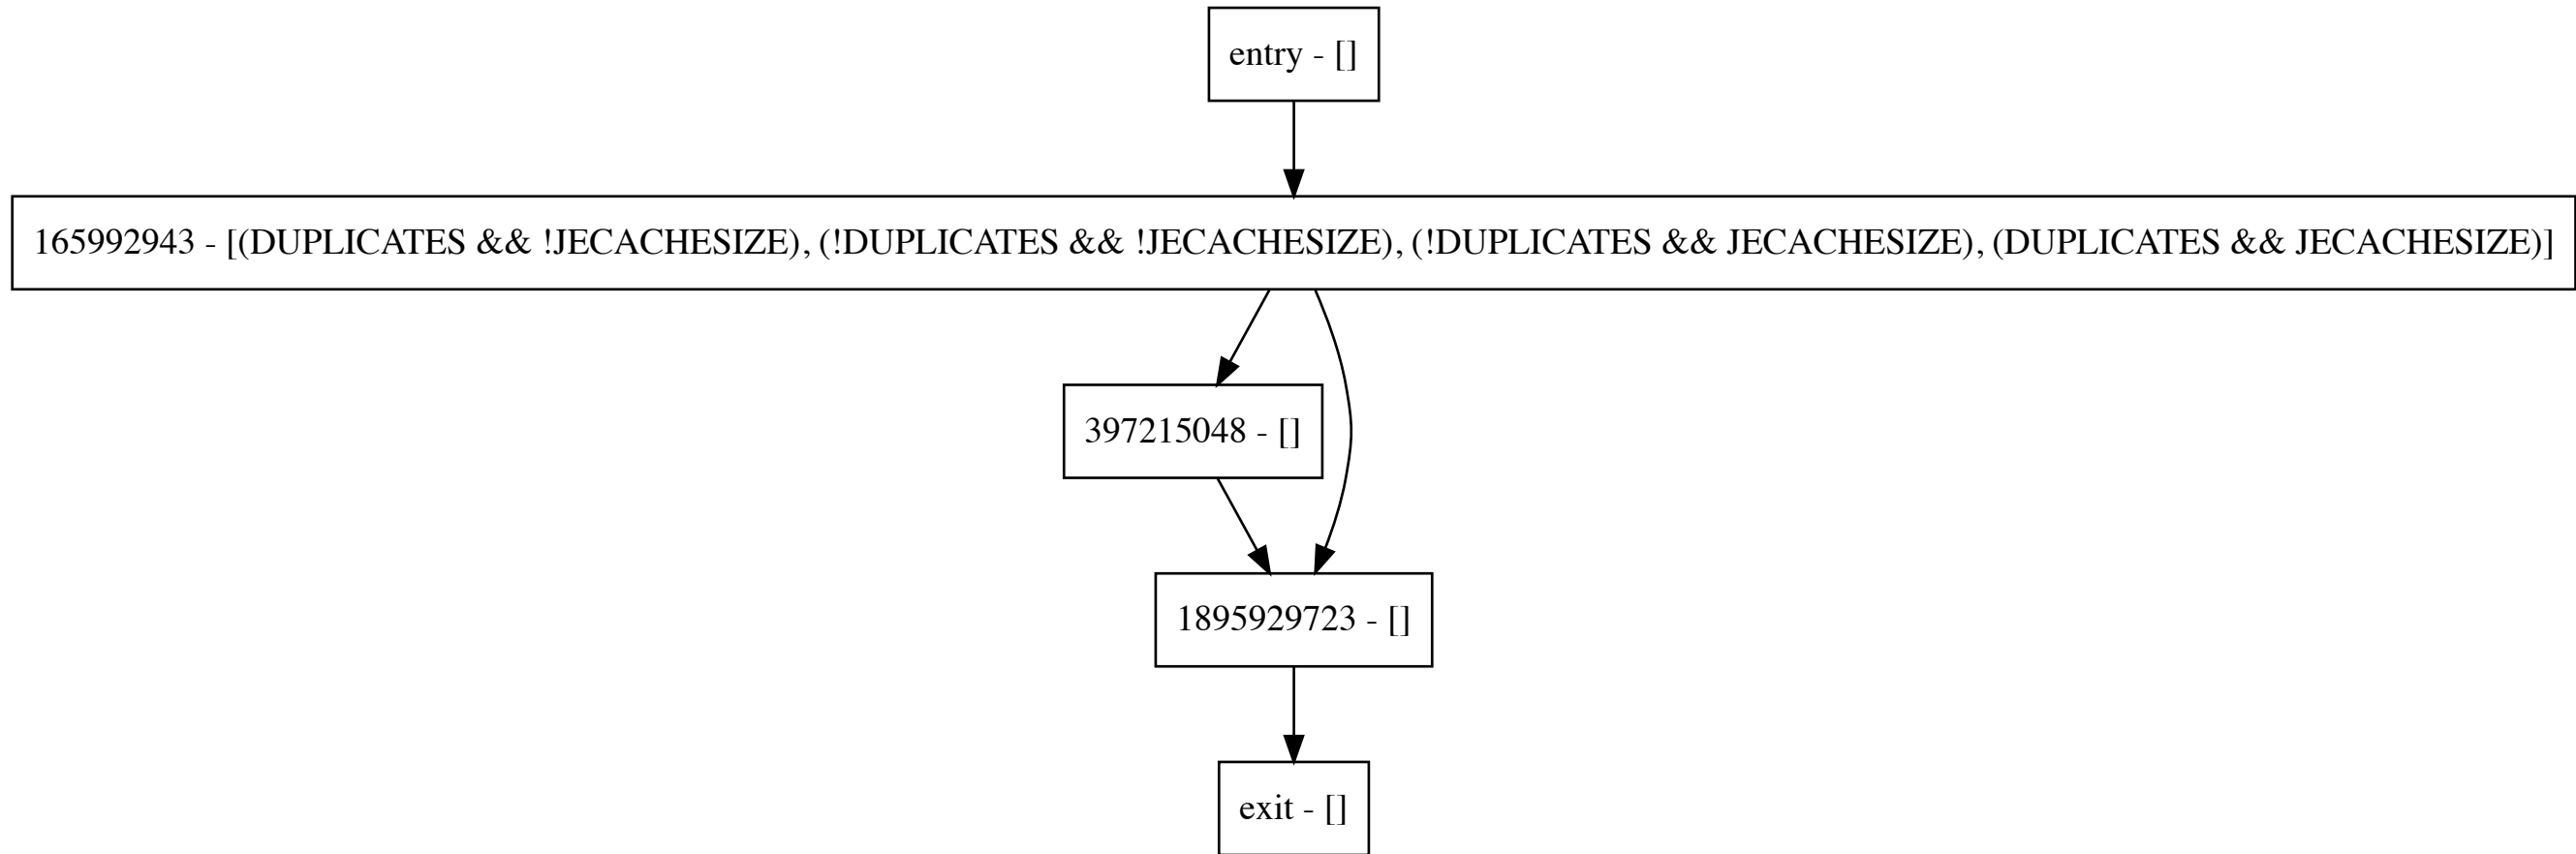 entry - []
165992943 - [(DUPLICATES && !JECACHESIZE), (!DUPLICATES && !JECACHESIZE), (!DUPLICATES && JECACHESIZE), (DUPLICATES && JECACHESIZE)]
397215048 - []
1895929723 - []
exit - []